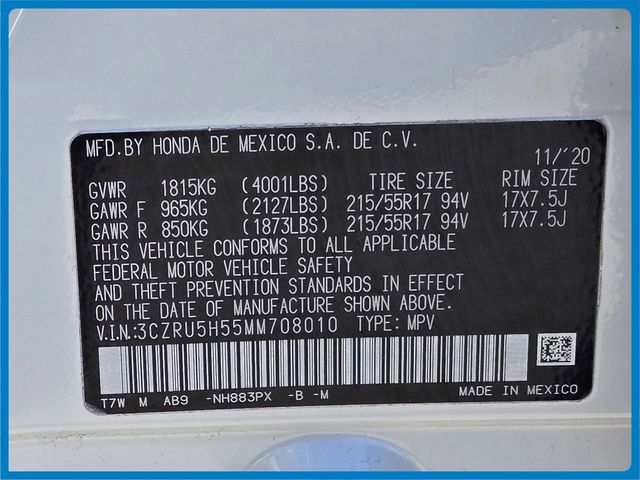 MFD.BY HONDA DE MEXICO S.A. DE C.V.
11/'20
GVWR 1815KG (4001LBS) TIRE SIZE RIM SIZE
GAWR F 965KG (2127LBS) 215/55R17 94V 17X7.5J
GAWR R 850KG (1873LBS) 215/55R17 94V 17X7.5J
THIS VEHICLE CONFORMS TO ALL APPLICABLE
FEDERAL MOTOR VEHICLE SAFETY
AND THEFT PREVENTION STANDARDS IN EFFECT
ON THE DATE OF MANUFACTURE SHOWN ABOVE.
V.I.N.:3CZRU5H55MM708010 TYPE: MPV
T7W M AB9 -NH883PX -B -M MADE IN MEXICO